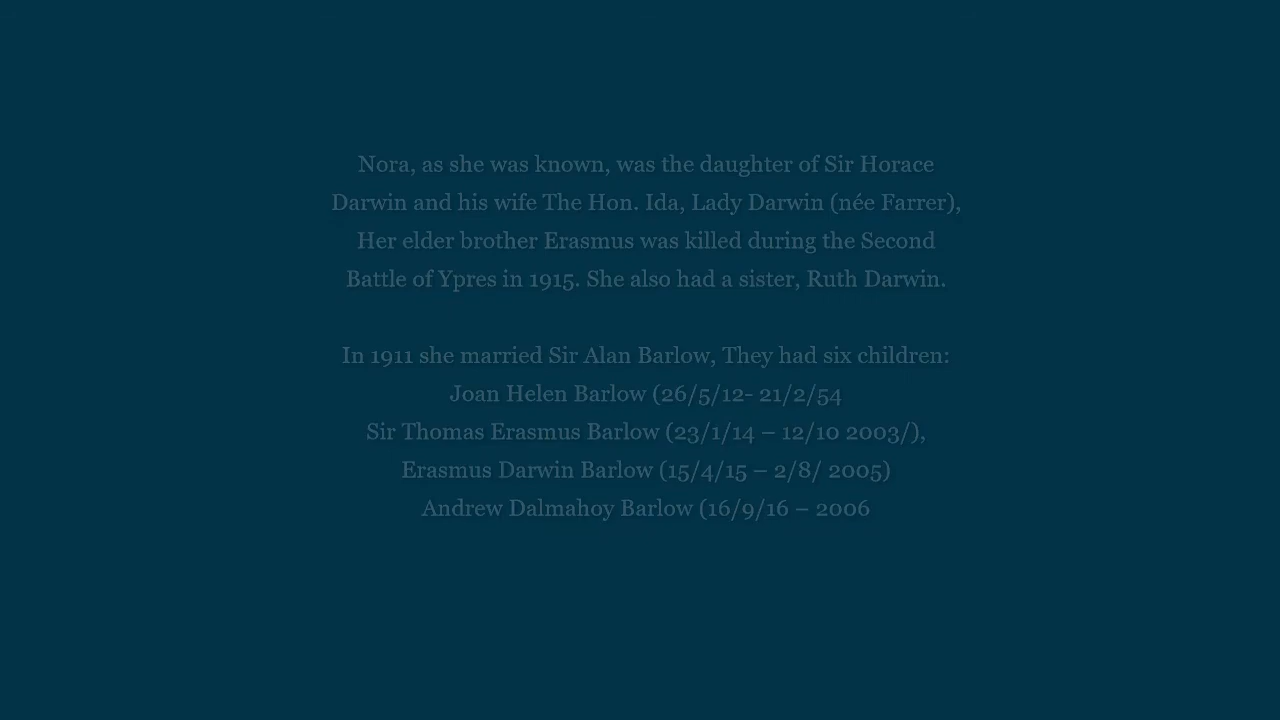 Nora, as she was known, was the daughter of Sir Horace
Darwin and his wife The Hon. Ida, Lady Darwin (née Farrer),
Her elder brother Erasmus was killed during the Second
Battle of Ypres in 1915. She also had a sister, Ruth Darwin.
In 1911 she married Sir Alan Barlow, They had six children:
Joan Helen Barlow (26/5/12- 21/2/54
Sir Thomas Erasmus Barlow (23/1/14 – 12/10 2003/),
Erasmus Darwin Barlow (15/4/15 – 2/8/ 2005)
Andrew Dalmahoy Barlow (16/9/16 – 2006